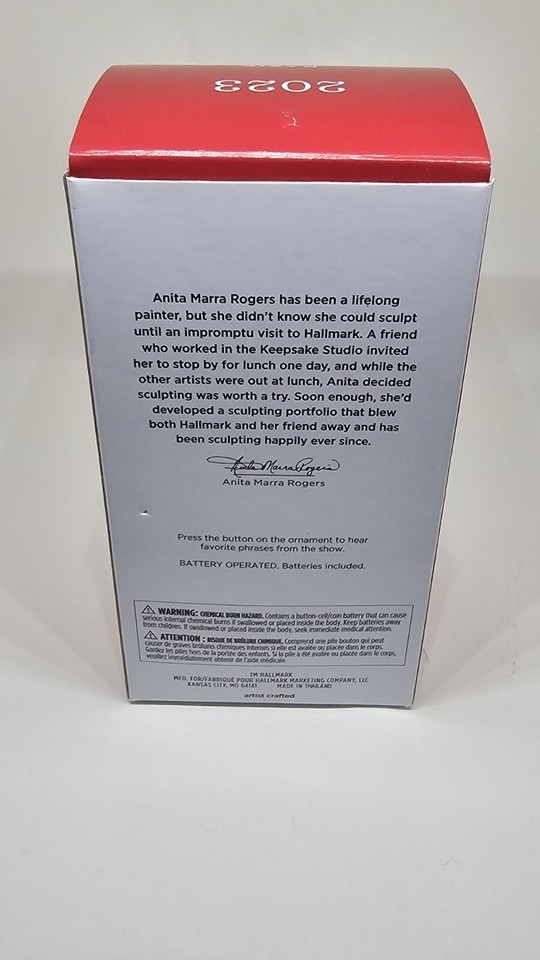 2023
Anita Marra Rogers has been a lifelong
painter, but she didn't know she could sculpt
until an impromptu visit to Hallmark. A friend
who worked in the Keepsake Studio invited
her to stop by for lunch one day, and while the
other artists were out at lunch, Anita decided
sculpting was worth a try. Soon enough, she'd
developed a sculpting portfolio that blew
both Hallmark and her friend away and has
been sculpting happily ever since.
Anita Marra Rogers
Anita Marra Rogers
Press the button on the ornament to hear
favorite phrases from the show.
BATTERY OPERATED. Batteries included.
⚠ WARNING: CHEMICAL BURN HAZARD. Contains a button-cell/coin battery that can cause
serious internal chemical burns if swallowed or placed inside the body. Keep batteries away
from children. If swallowed or placed inside the body, seek immediate medical attention.
⚠ ATTENTION : RISQUE DE BRÛLURE CHIMIQUE. Comprend une pile bouton qui peut
causer de graves brûlures chimiques internes si elle est avalée ou placée dans le corps.
Gardez les piles hors de la portée des enfants. Si la pile a été avalée ou placée dans le corps,
veuillez immédiatement obtenir de l'aide médicale.
TM HALLMARK
MFD. FOR/FABRIQUÉ POUR HALLMARK MARKETING COMPANY, LLC
KANSAS CITY, MO 64141 MADE IN THAILAND
artist crafted